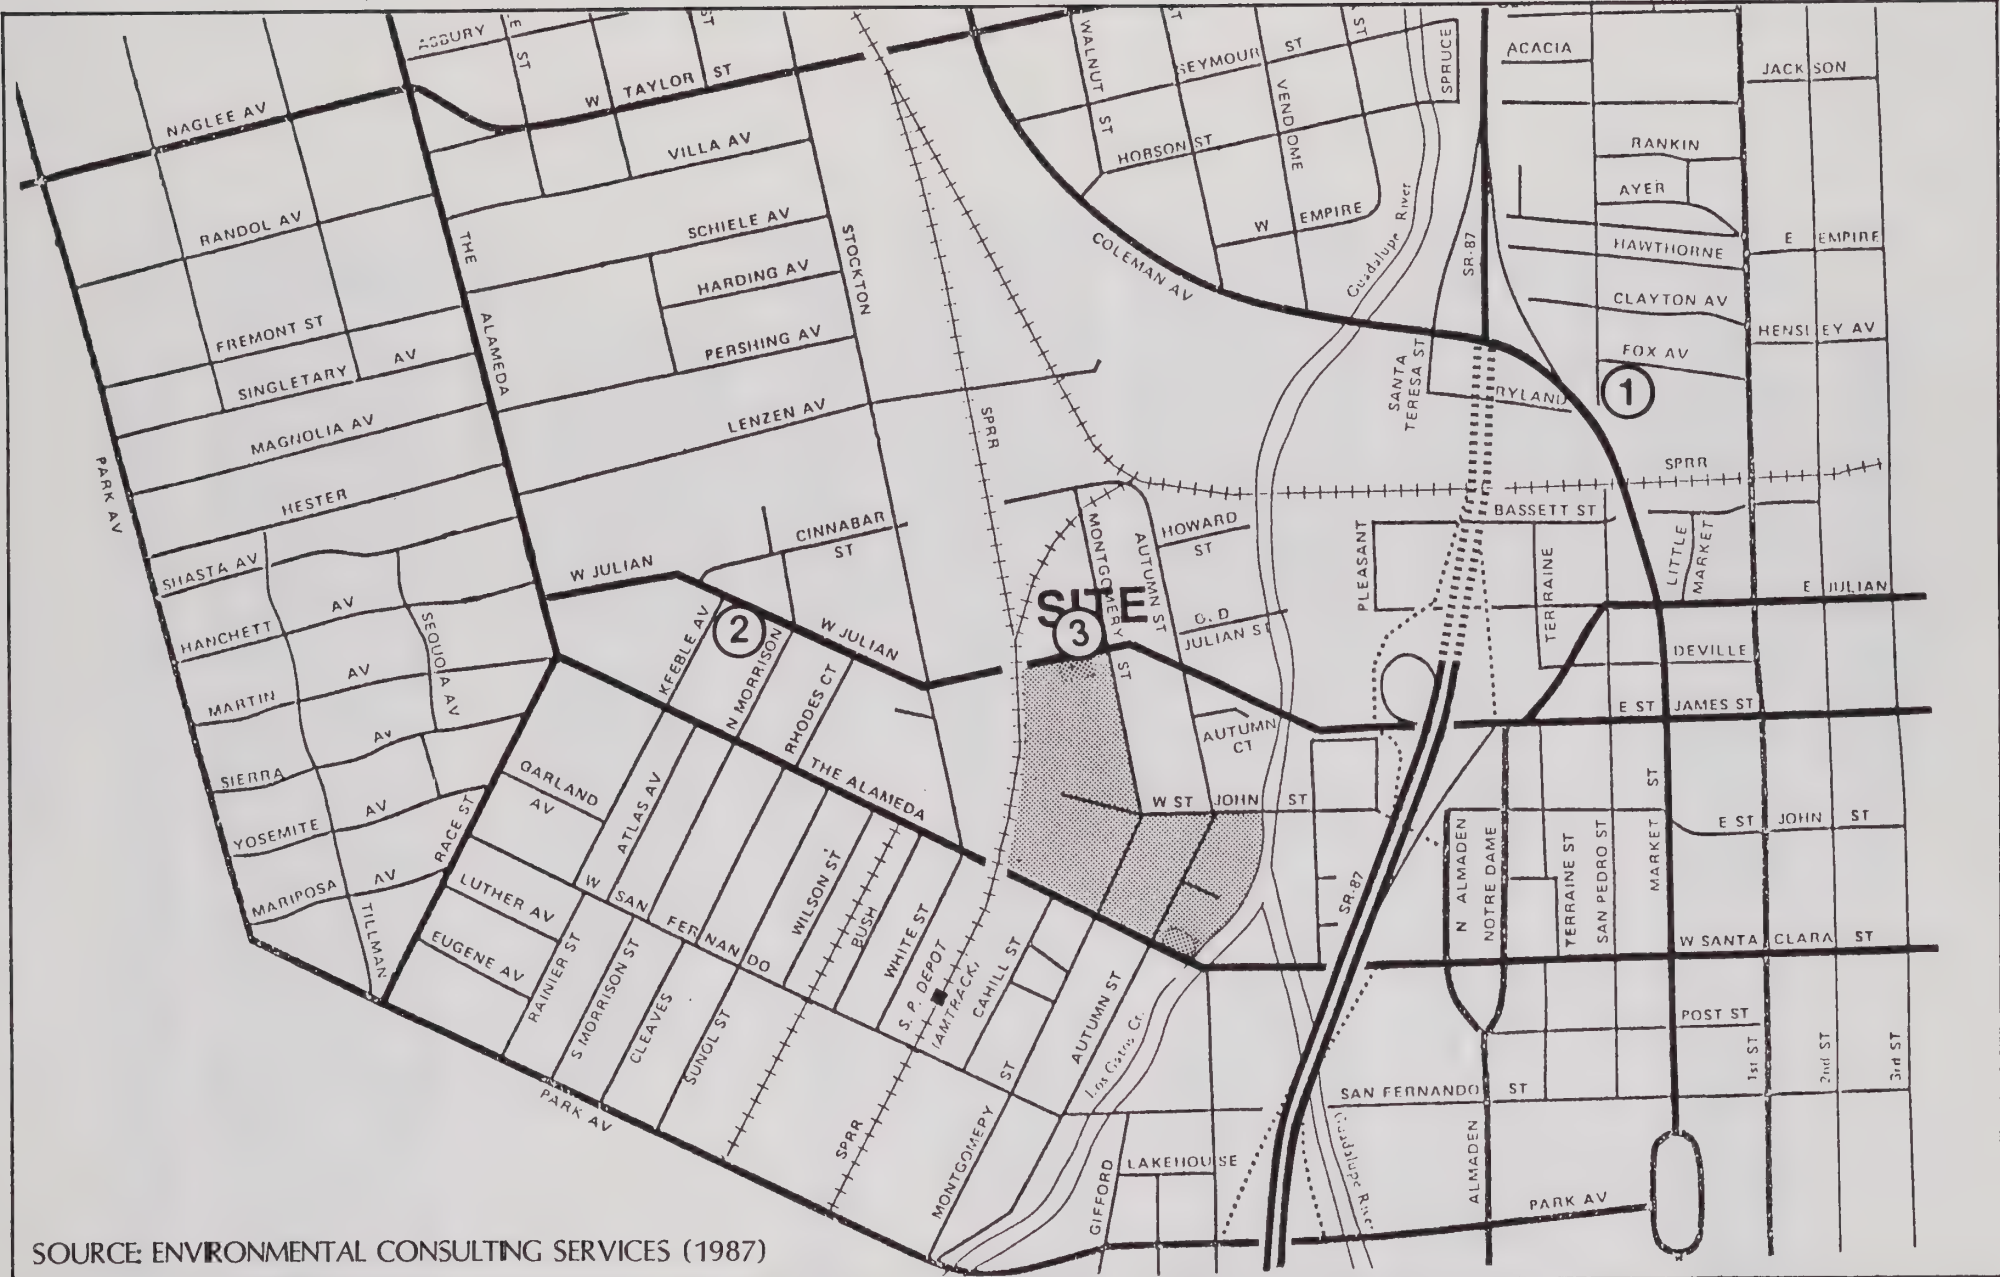 ASBURY
ST
ST
WALNUT
ST
SEYMOUR ST
ST
SPRUCE
ACACIA
JACKSON
NAGLEE AV
W TAYLOR ST
VILLA AV
HOBSON ST
VENDOME
RANKIN
AYER
RANDOL AV
THE
ALAMEDA
SCHIELE AV
STOCKTON
W EMPIRE
COLEMAN AV
Guadalupe River
SR-87
HAWTHORNE
E EMPIRE
HARDING AV
CLAYTON AV
FREMONT ST
PERSHING AV
HENSLEY AV
SINGLETARY AV
FOX AV
SANTA
TERESA ST
RYLAND
1
MAGNOLIA AV
LENZEN AV
SPRR
PARK AV
HESTER
SPRR
CINNABAR
ST
MONTGOMERY
ST
AUTUMN ST
HOWARD
ST
BASSETT ST
PLEASANT
TERRAINE
LITTLE
MARKET
SHASTA AV
W JULIAN
E JULIAN
HANCHETT AV
SEQUOIA AV
KEEBLE AV
2
N MORRISON
W JULIAN
SITE
3
OLD
JULIAN ST
MARTIN AV
RHODES CT
DEVILLE
E ST JAMES ST
AUTUMN
CT
SIERRA AV
GARLAND
AV
ATLAS AV
THE ALAMEDA
W ST JOHN ST
YOSEMITE AV
RACE ST
E ST JOHN ST
MARIPOSA AV
TILLMAN
LUTHER AV
EUGENE AV
W SAN FERNANDO
WILSON ST
BUSH
WHITE ST
SR-87
N ALMADEN
NOTRE DAME
TERRAINE ST
SAN PEDRO ST
MARKET ST
W SANTA CLARA ST
RAINIER ST
S MORRISON ST
CLEAVES
SUNOL ST
S. P. DEPOT
(AMTRACK)
CAHILL ST
AUTUMN ST
Los Gatos Cr.
POST ST
1st ST
2nd ST
3rd ST
SAN FERNANDO ST
PARK AV
SPRR
MONTGOMERY ST
GIFFORD
LAKEHOUSE
Guadalupe River
ALMADEN
PARK AV
SOURCE: ENVIRONMENTAL CONSULTING SERVICES (1987)